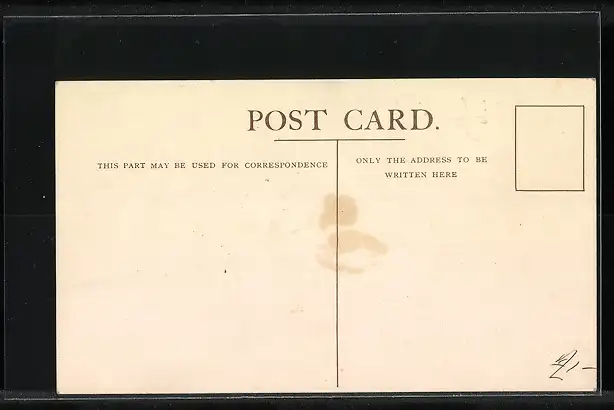 POST CARD.
THIS PART MAY BE USED FOR CORRESPONDENCE
ONLY THE ADDRESS TO BE
WRITTEN HERE